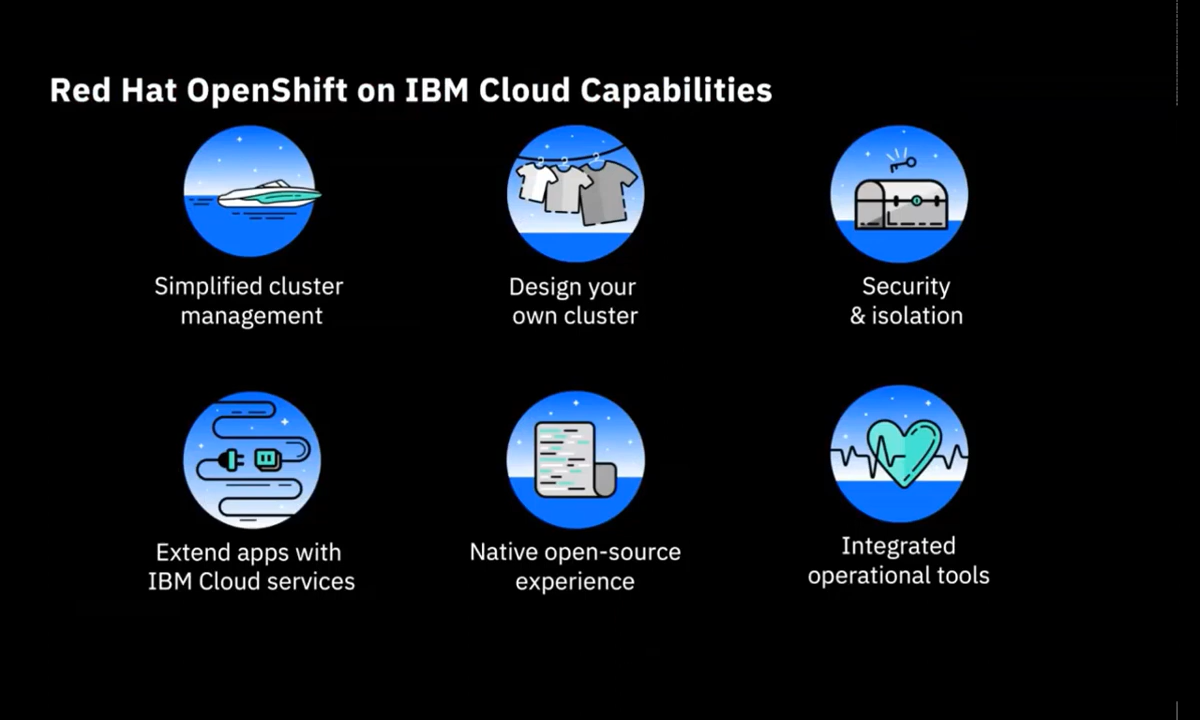 Red Hat OpenShift on IBM Cloud Capabilities
Simplified cluster
management
Design your
own cluster
Security
& isolation
Extend apps with
IBM Cloud services
Native open-source
experience
Integrated
operational tools